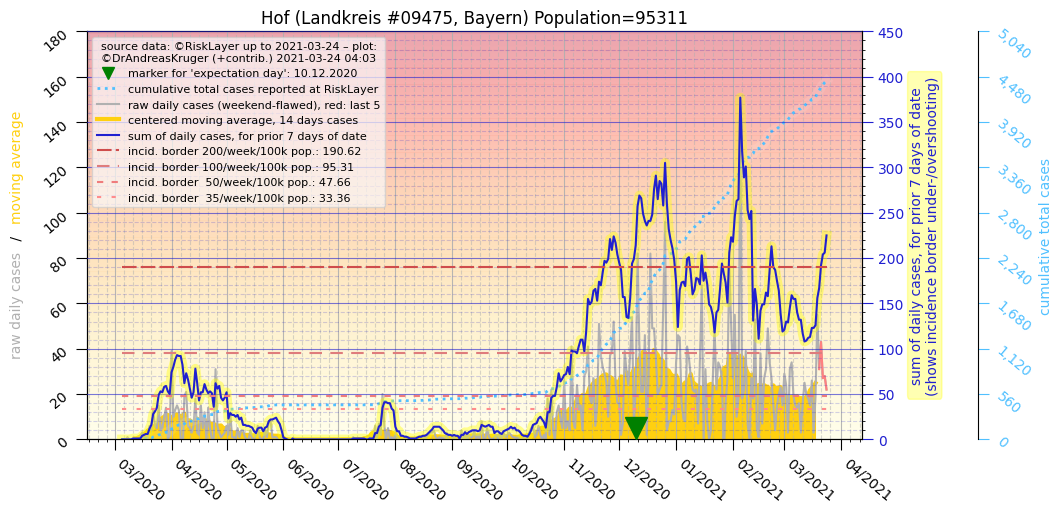 Hof (Landkreis #09475, Bayern) Population=95311
source data: ©RiskLayer up to 2021-03-24 – plot:
©DrAndreasKruger (+contrib.) 2021-03-24 04:03
marker for 'expectation day': 10.12.2020
cumulative total cases reported at RiskLayer
raw daily cases (weekend-flawed), red: last 5
centered moving average, 14 days cases
sum of daily cases, for prior 7 days of date
incid. border 200/week/100k pop.: 190.62
incid. border 100/week/100k pop.: 95.31
incid. border  50/week/100k pop.: 47.66
incid. border  35/week/100k pop.: 33.36
raw daily cases  /  moving average
180
160
140
120
100
80
60
40
20
0
03/2020
04/2020
05/2020
06/2020
07/2020
08/2020
09/2020
10/2020
11/2020
12/2020
01/2021
02/2021
03/2021
04/2021
450
400
350
300
250
200
150
100
50
0
sum of daily cases, for prior 7 days of date
(shows incidence border under-/overshooting)
5,040
4,480
3,920
3,360
2,800
2,240
1,680
1,120
560
0
cumulative total cases